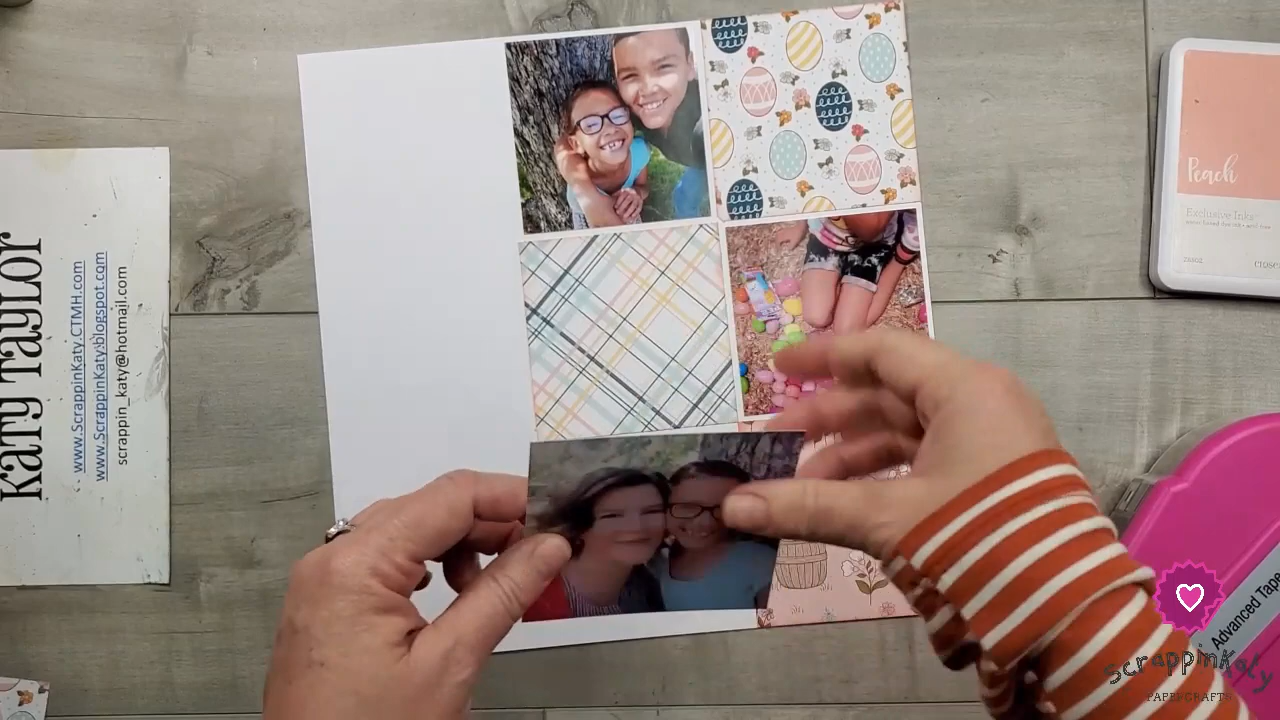 KATY TAYLOR
www.ScrappinKaty.CTMH.com
www.ScrappinKaty.blogspot.com
scrappin_katy@hotmail.com
Peach
Exclusive Inks™
Advanced Tape
ScrappinKaty
PAPERCRAFTS